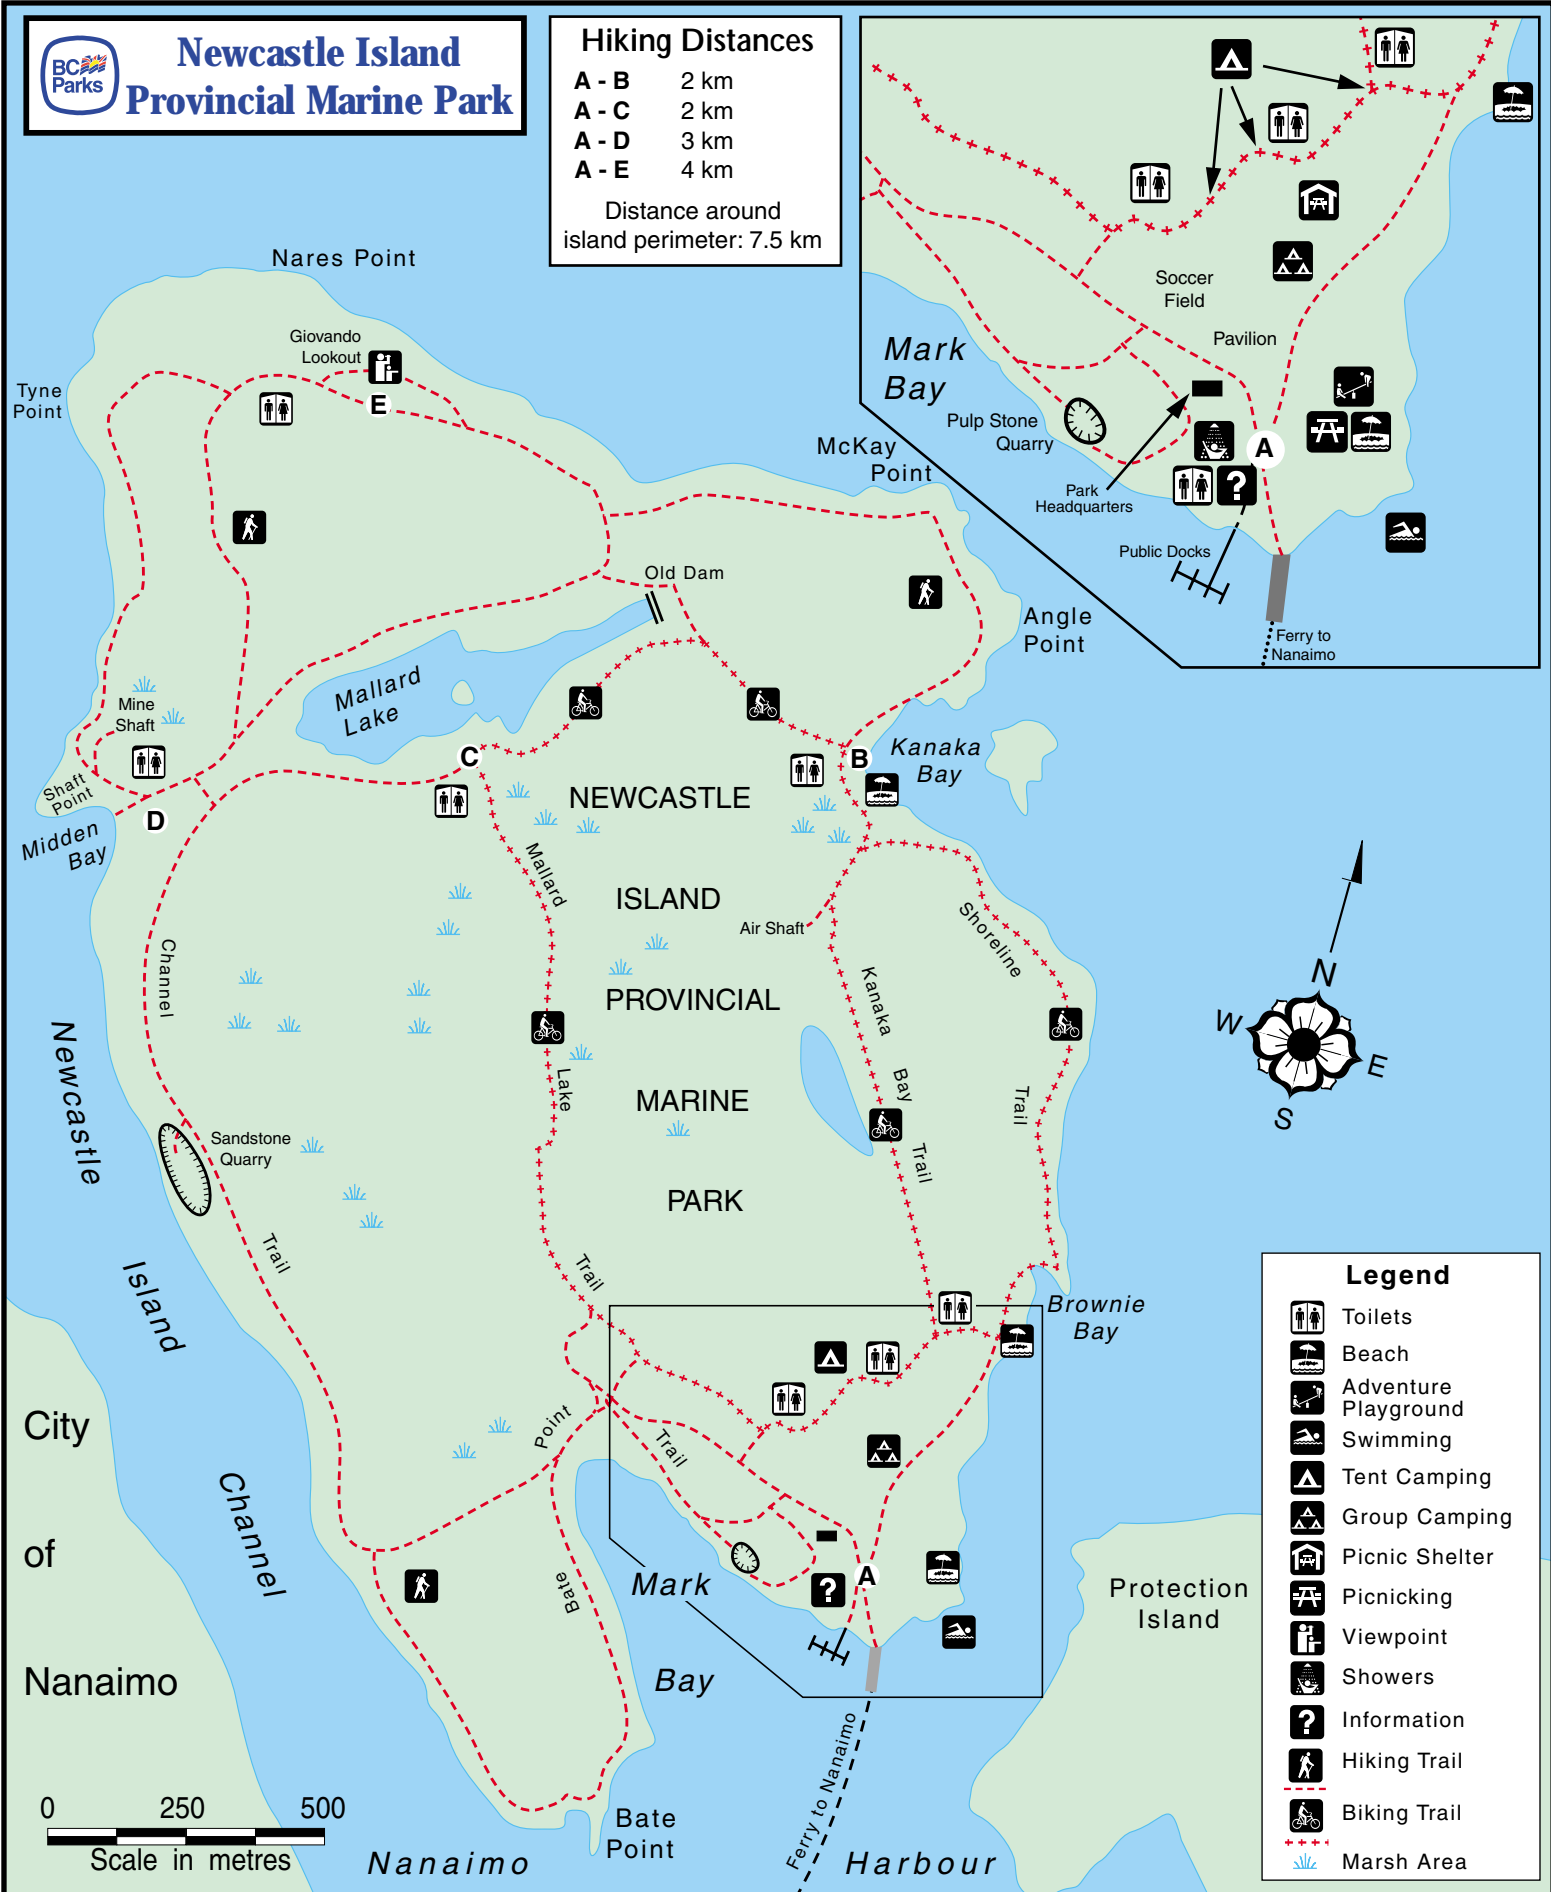 BC
Parks
Newcastle Island
Provincial Marine Park
Hiking Distances
A - B 2 km
A - C 2 km
A - D 3 km
A - E 4 km
Distance around
island perimeter: 7.5 km
Soccer
Field
Pavilion
Mark
Bay
Pulp Stone
Quarry
A
Park
Headquarters
?
Public Docks
Ferry to
Nanaimo
Nares Point
Giovando
Lookout
E
Tyne
Point
McKay
Point
Old Dam
Angle
Point
Mallard
Lake
Mine
Shaft
Shaft
Point
D
Midden
Bay
C
B
Kanaka
Bay
NEWCASTLE
ISLAND
PROVINCIAL
MARINE
PARK
Mallard
Lake
Trail
Air Shaft
Shoreline
Trail
Kanaka
Bay
Trail
Channel
Trail
Sandstone
Quarry
Newcastle
Island
Channel
N
W
E
S
Brownie
Bay
City
of
Nanaimo
Point
Trail
Bate
Mark
Bay
?
A
Protection
Island
Ferry to Nanaimo
Bate
Point
Nanaimo
Harbour
0 250 500
Scale in metres
Legend
Toilets
Beach
Adventure
Playground
Swimming
Tent Camping
Group Camping
Picnic Shelter
Picnicking
Viewpoint
Showers
? Information
Hiking Trail
Biking Trail
Marsh Area